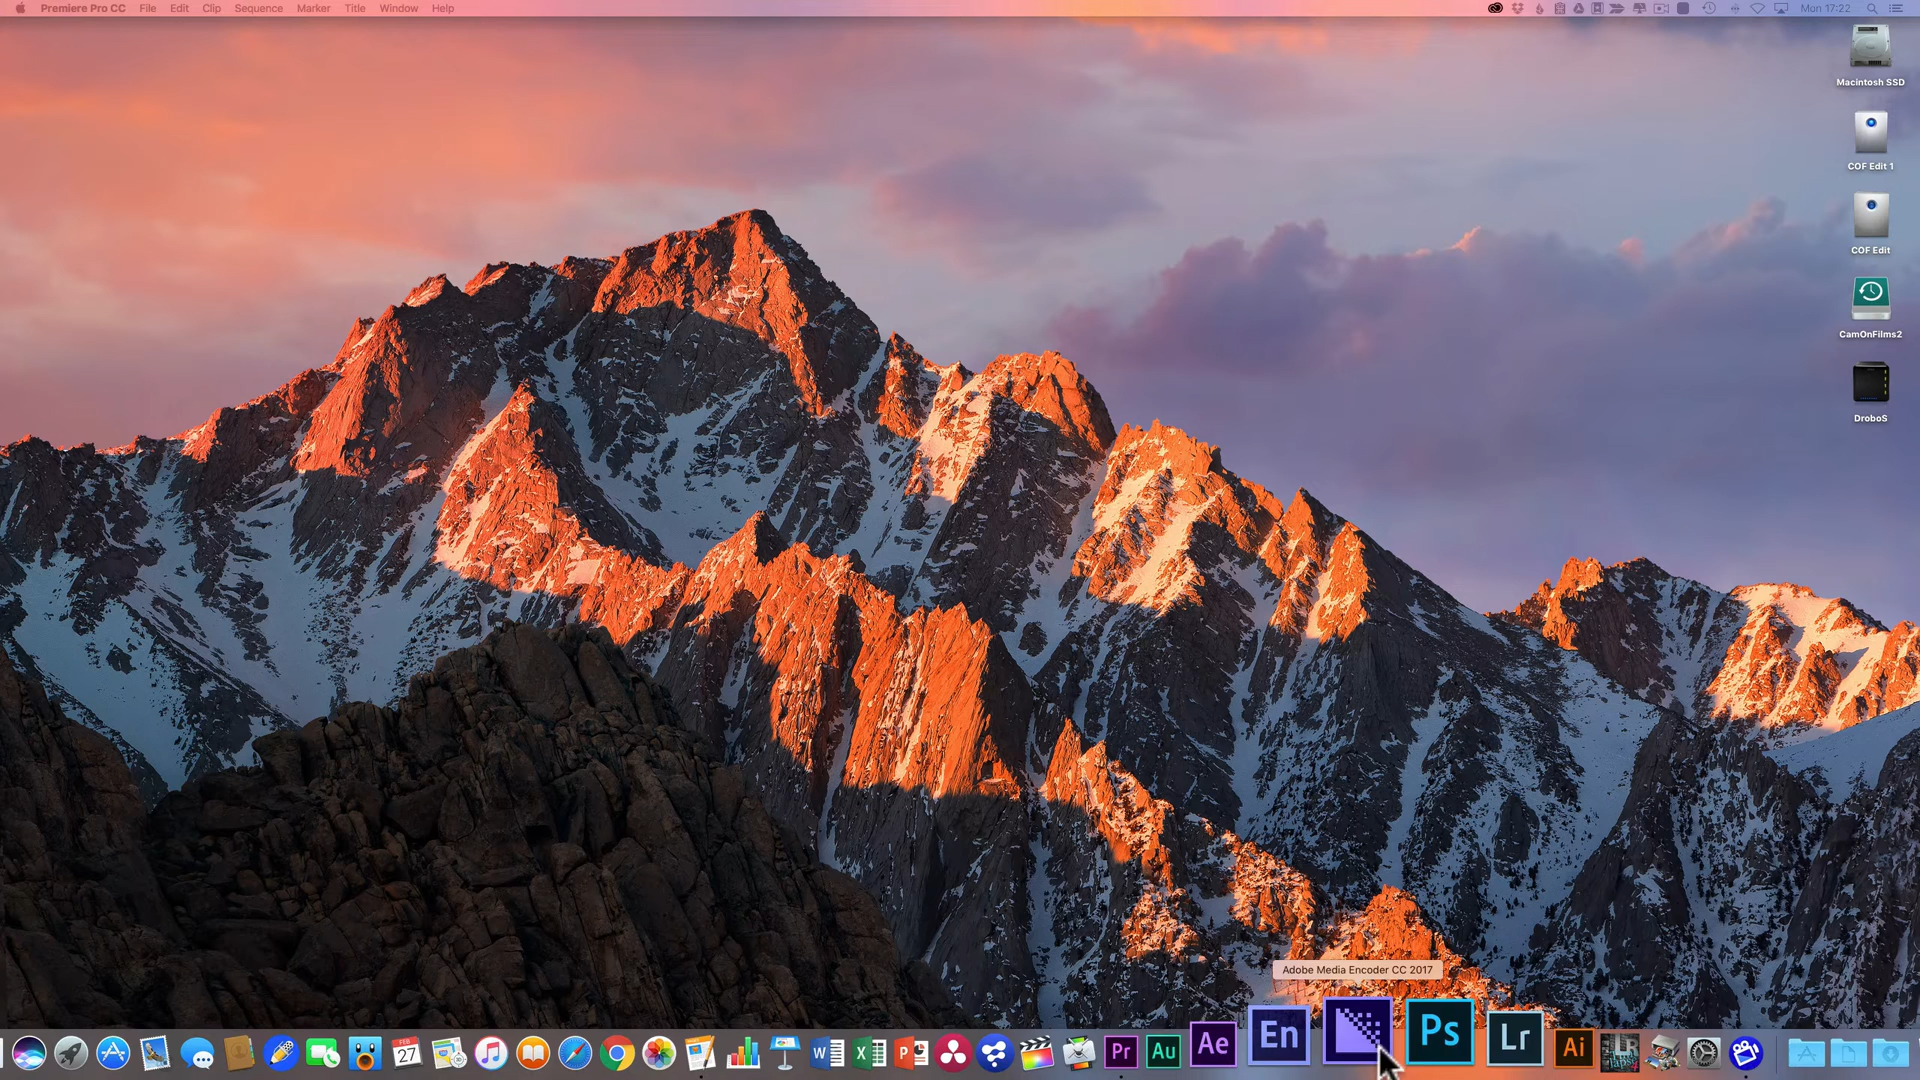 Premiere Pro CC File Edit Clip Sequence Marker Title Window Help Mon 17:22
Macintosh SSD
COF Edit 1
COF Edit
CamOnFilms2
DroboS
Adobe Media Encoder CC 2017
FEB
27
W X P Pr Au Ae En Ps Lr Ai